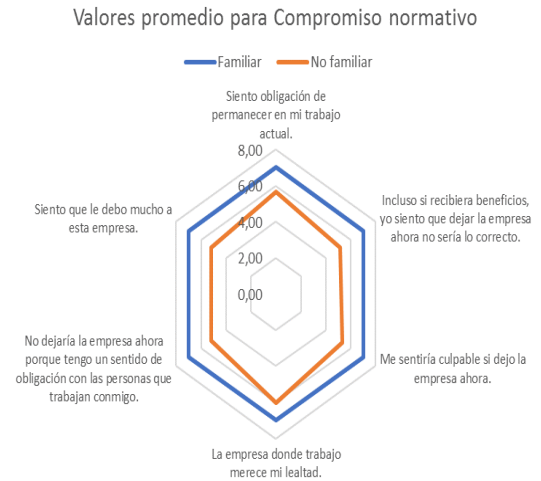 Valores promedio para Compromiso normativo
Familiar No familiar
Siento obligación de
permanecer en mi trabajo
actual.
8,00
6,00
4,00
2,00
0,00
Incluso si recibiera beneficios,
yo siento que dejar la empresa
ahora no sería lo correcto.
Me sentiría culpable si dejo la
empresa ahora.
La empresa donde trabajo
merece mi lealtad.
No dejaría la empresa ahora
porque tengo un sentido de
obligación con las personas que
trabajan conmigo.
Siento que le debo mucho a
esta empresa.